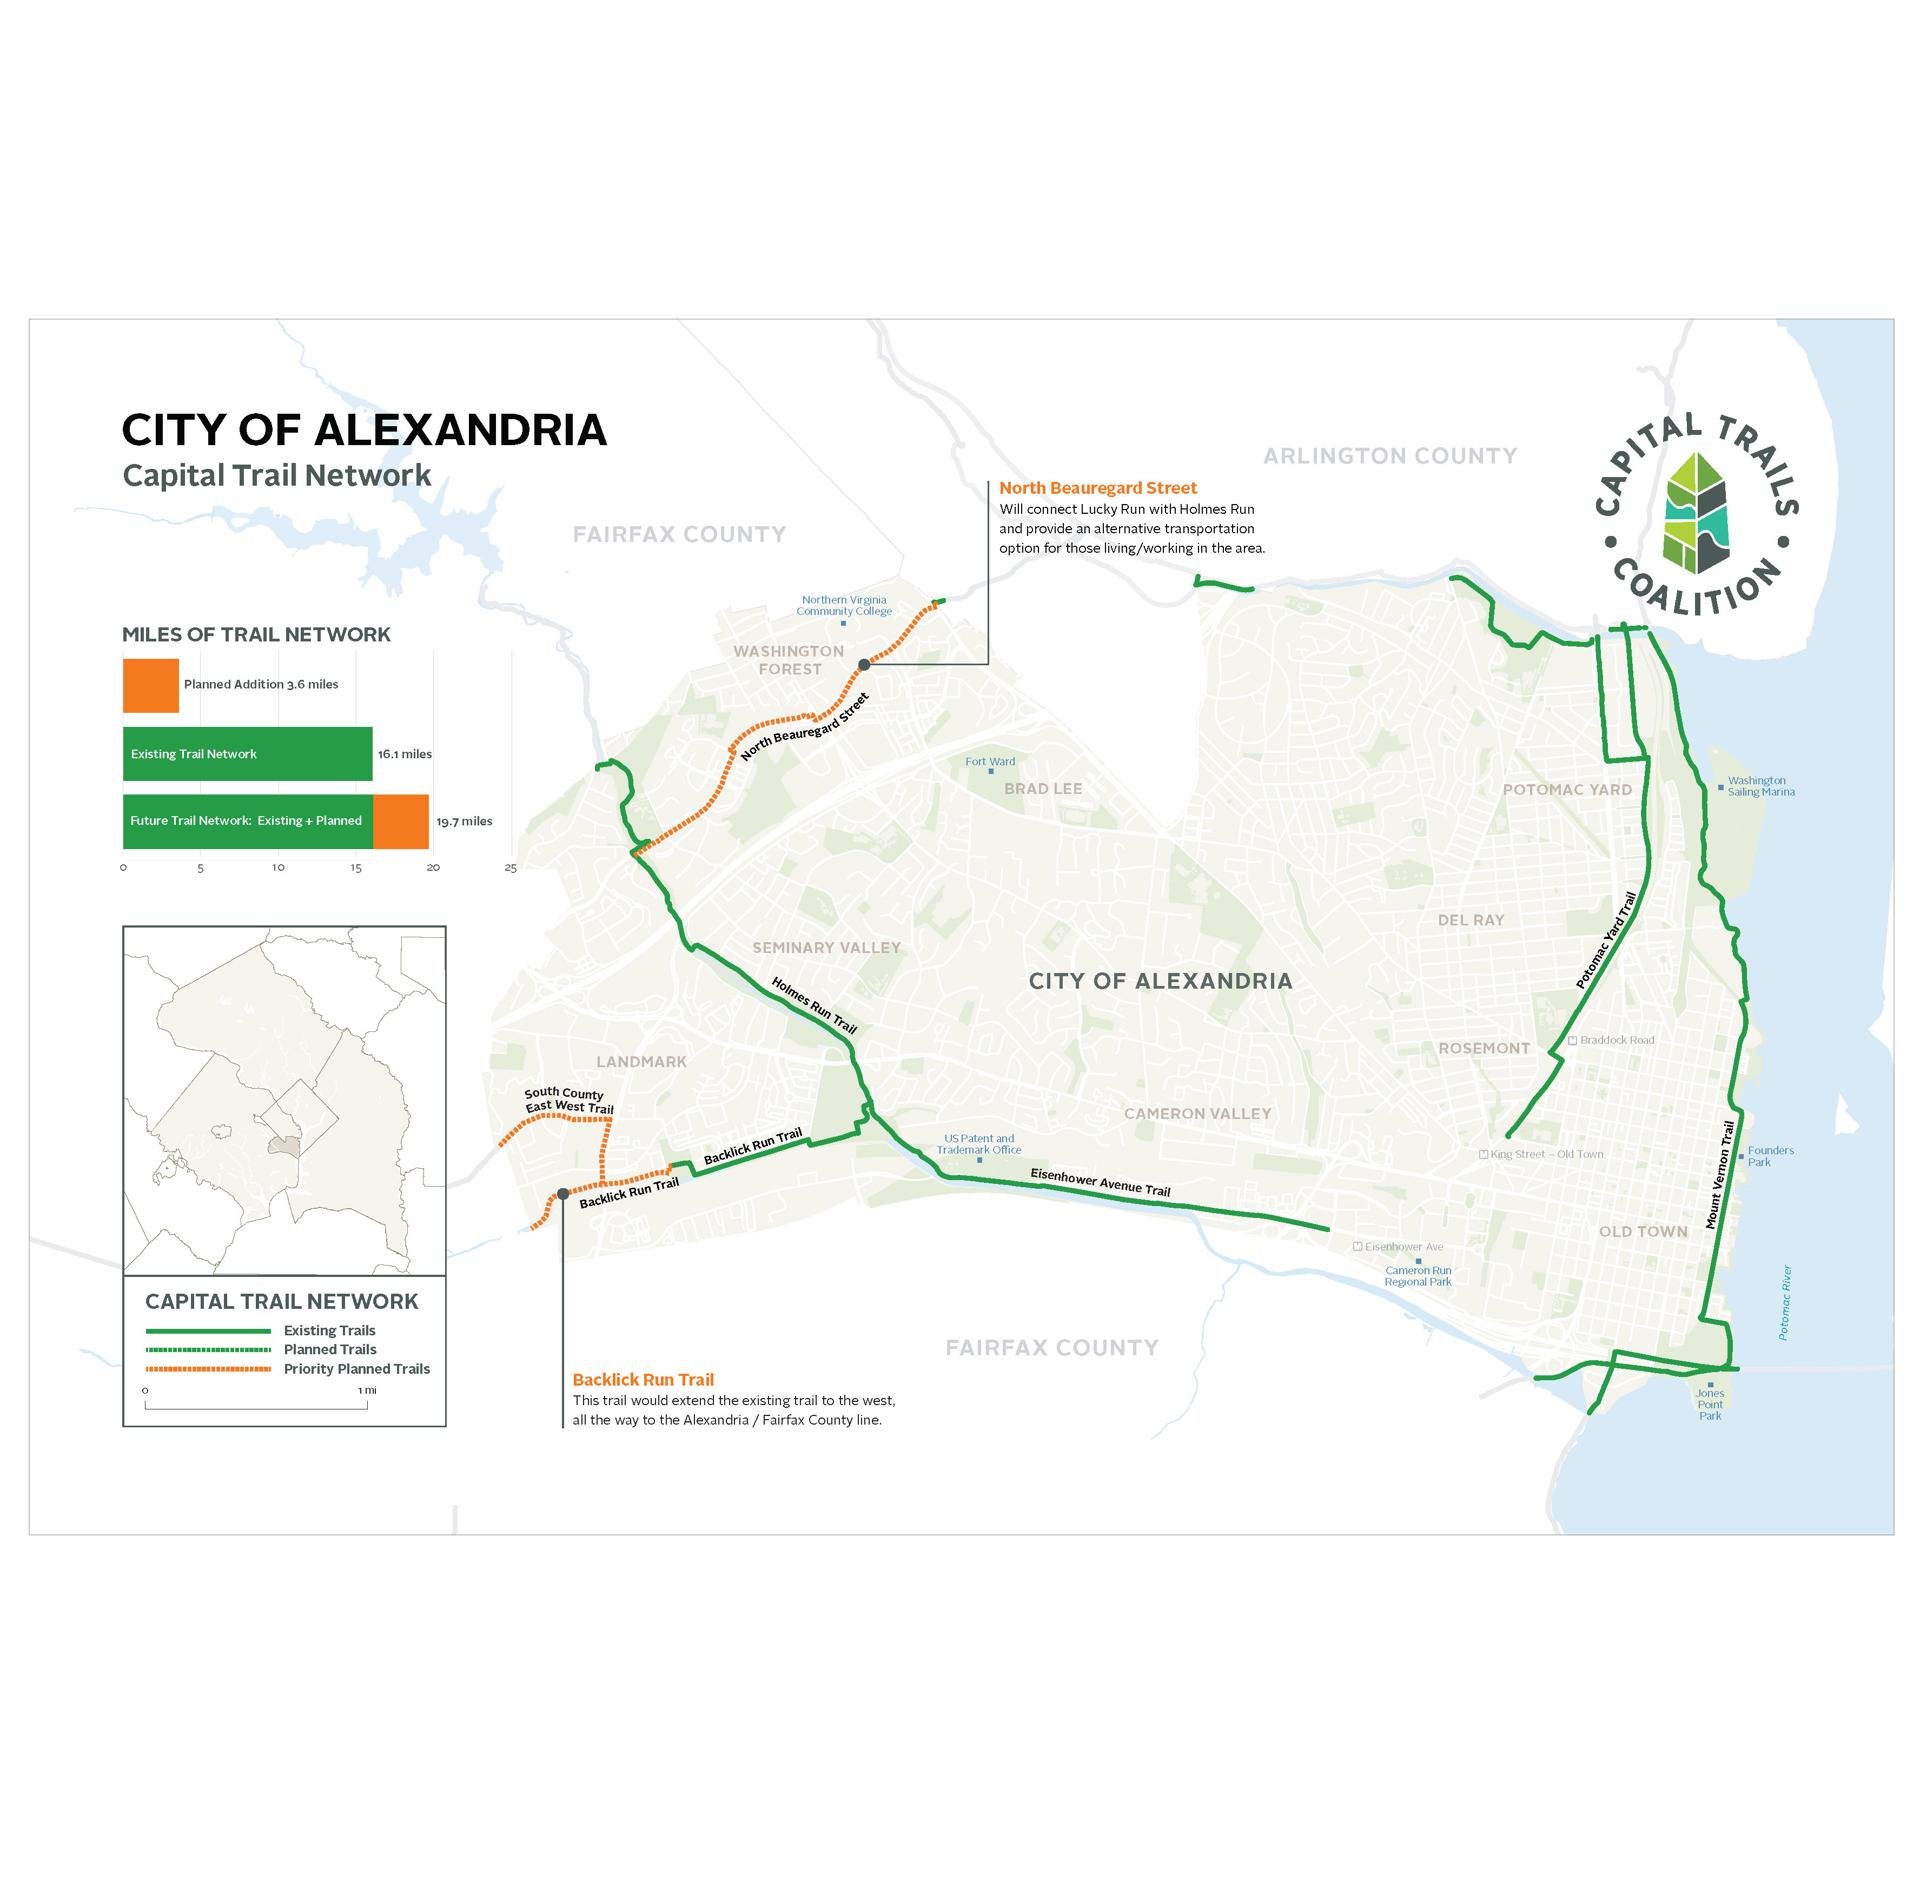 CITY OF ALEXANDRIA
Capital Trail Network
ARLINGTON COUNTY
CAPITAL TRAILS
COALITION
FAIRFAX COUNTY
North Beauregard Street
Will connect Lucky Run with Holmes Run
and provide an alternative transportation
option for those living/working in the area.
Northern Virginia
Community College
WASHINGTON
FOREST
North Beauregard Street
MILES OF TRAIL NETWORK
Planned Addition 3.6 miles
Existing Trail Network
16.1 miles
Future Trail Network: Existing + Planned
19.7 miles
0 5 10 15 20 25
Fort Ward
BRAD LEE
POTOMAC YARD
Washington
Sailing Marina
DEL RAY
Potomac Yard Trail
SEMINARY VALLEY
CITY OF ALEXANDRIA
Holmes Run Trail
LANDMARK
ROSEMONT
Braddock Road
South County
East West Trail
CAMERON VALLEY
Backlick Run Trail
US Patent and
Trademark Office
King Street – Old Town
Founders
Park
Mount Vernon Trail
Backlick Run Trail
Eisenhower Avenue Trail
OLD TOWN
Eisenhower Ave
Cameron Run
Regional Park
Potomac River
FAIRFAX COUNTY
Jones
Point
Park
Backlick Run Trail
This trail would extend the existing trail to the west,
all the way to the Alexandria / Fairfax County line.
CAPITAL TRAIL NETWORK
Existing Trails
Planned Trails
Priority Planned Trails
0 1 mi